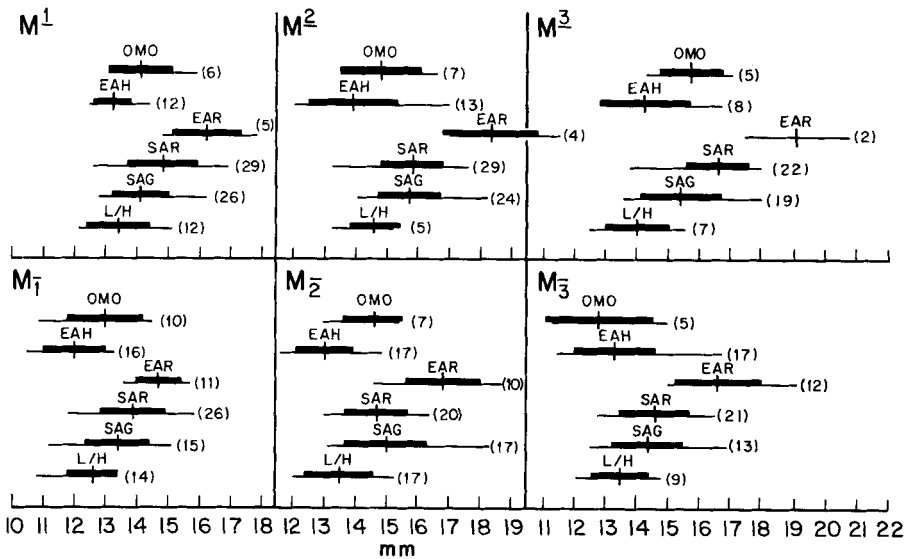 M1
OMO
(6)
EAH
(12)
EAR
(5)
SAR
(29)
SAG
(26)
L/H
(12)
M2
OMO
(7)
EAH
(13)
EAR
(4)
SAR
(29)
SAG
(24)
L/H
(5)
M3
OMO
(5)
EAH
(8)
EAR
(2)
SAR
(22)
SAG
(19)
L/H
(7)
M1
OMO
(10)
EAH
(16)
EAR
(11)
SAR
(26)
SAG
(15)
L/H
(14)
M2
OMO
(7)
EAH
(17)
EAR
(10)
SAR
(20)
SAG
(17)
L/H
(17)
M3
OMO
(5)
EAH
(17)
EAR
(12)
SAR
(21)
SAG
(13)
L/H
(9)
10 11 12 13 14 15 16 17 18 12 13 14 15 16 17 18 19 11 12 13 14 15 16 17 18 19 20 21 22
mm